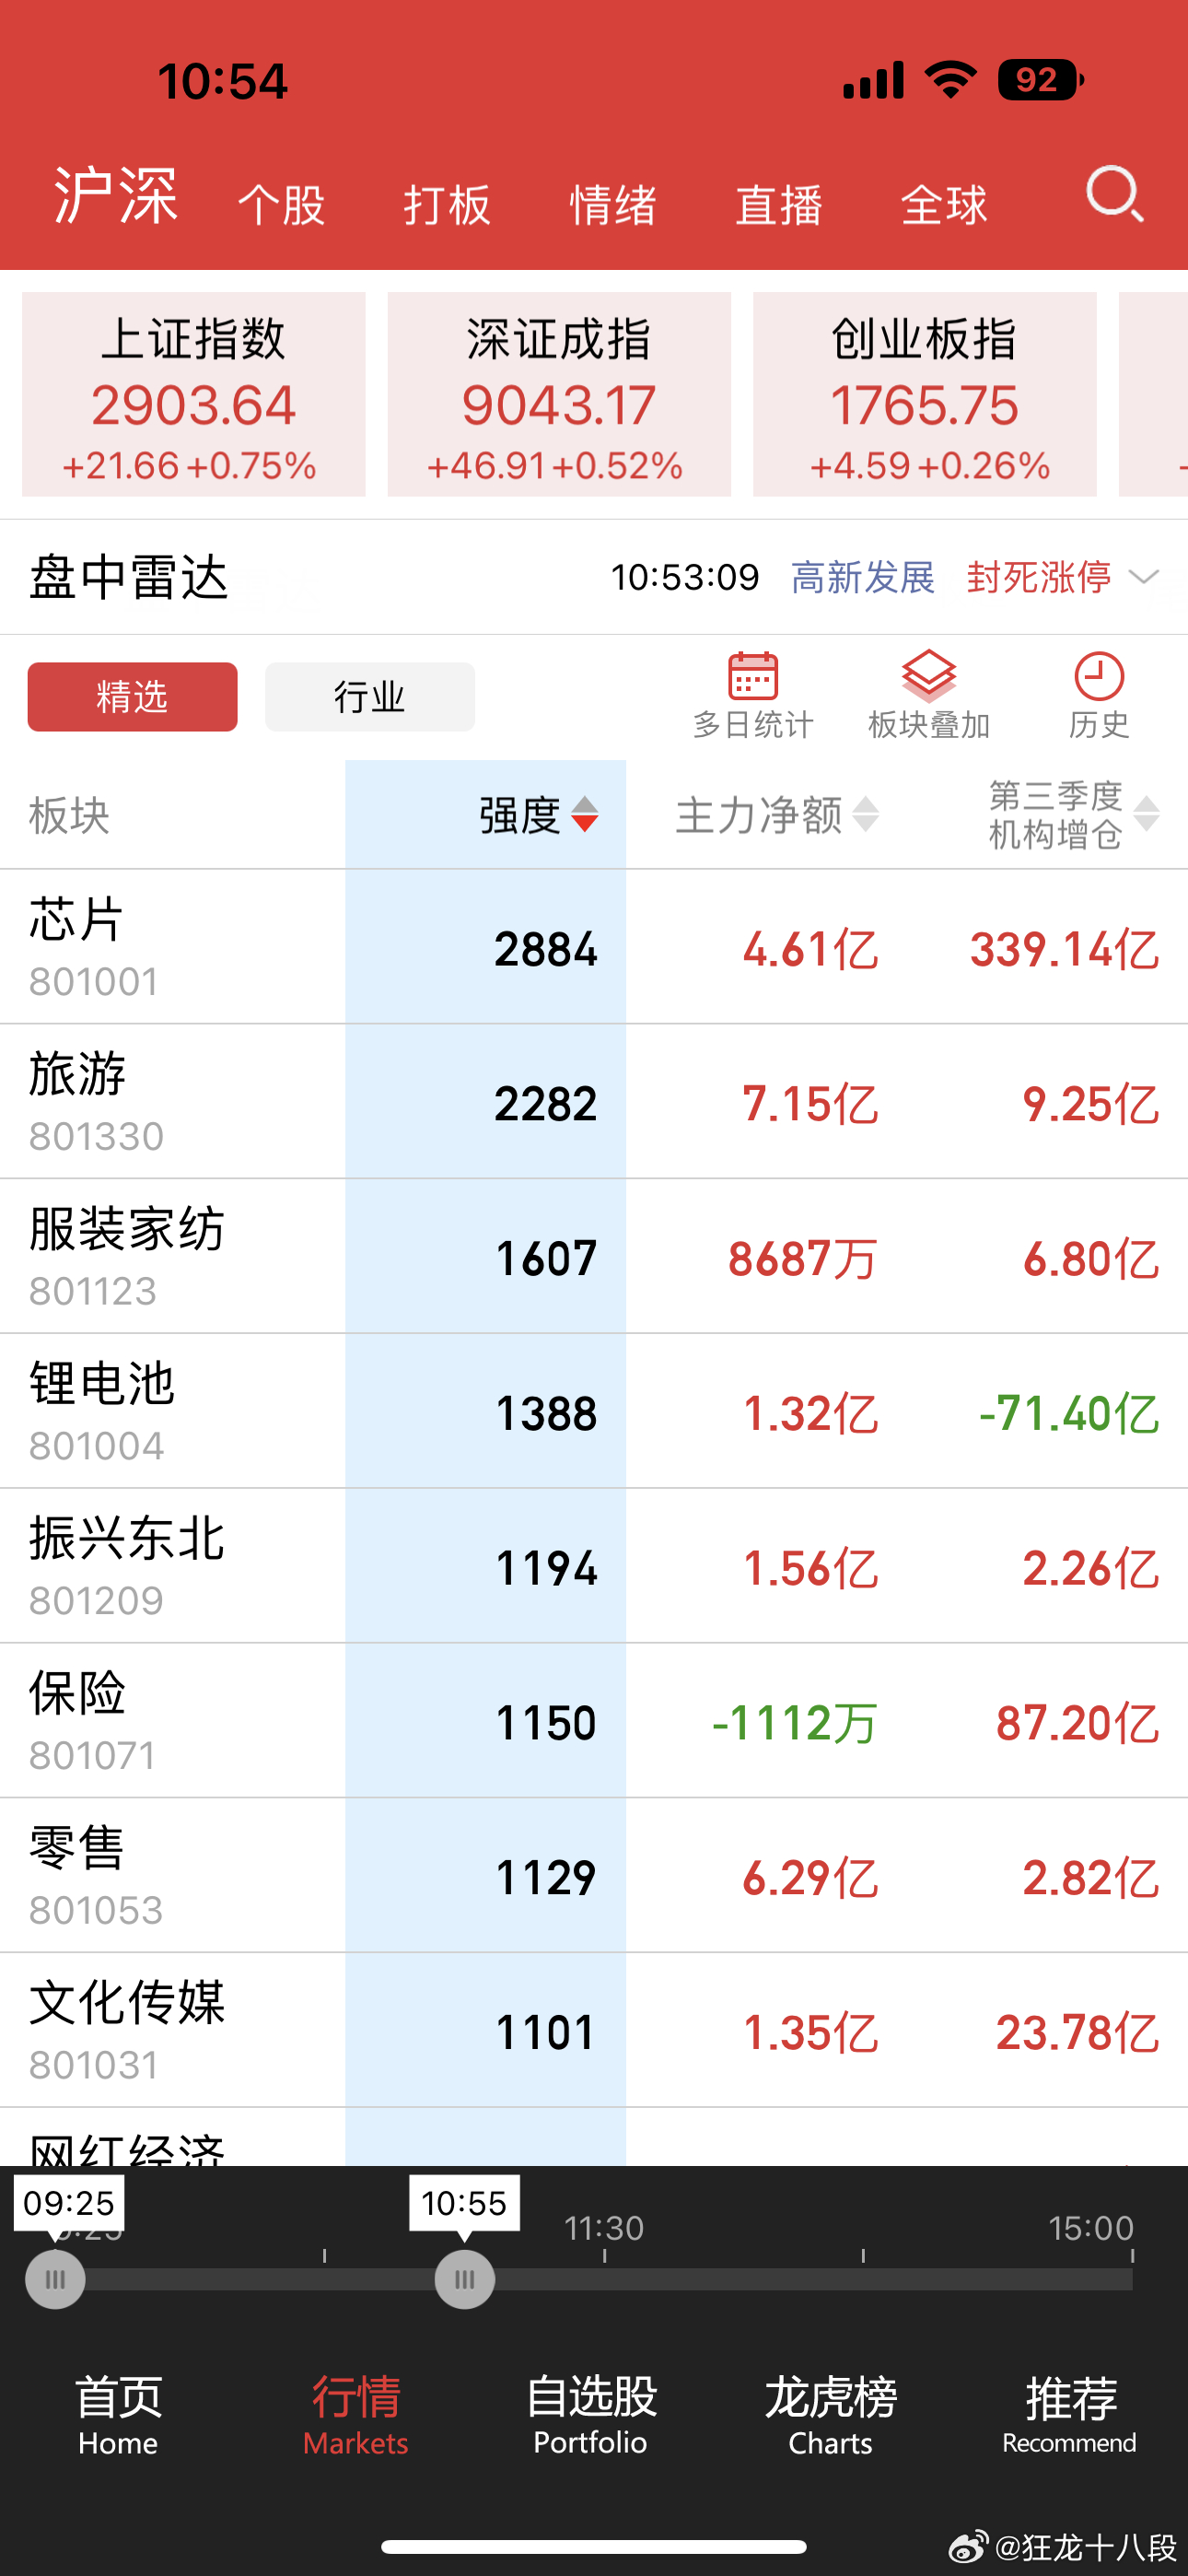 10:54
92
沪深 个股 打板 情绪 直播 全球
上证指数 深证成指 创业板指
2903.64 9043.17 1765.75
+21.66 +0.75% +46.91 +0.52% +4.59 +0.26%
盘中雷达 10:53:09 高新发展 封死涨停
精选 行业 多日统计 板块叠加 历史
板块 强度 主力净额 第三季度
机构增仓
芯片
801001
2884 4.61亿 339.14亿
旅游
801330
2282 7.15亿 9.25亿
服装家纺
801123
1607 8687万 6.80亿
锂电池
801004
1388 1.32亿 -71.40亿
振兴东北
801209
1194 1.56亿 2.26亿
保险
801071
1150 -1112万 87.20亿
零售
801053
1129 6.29亿 2.82亿
文化传媒
801031
1101 1.35亿 23.78亿
网红经济
09:25 10:55
11:30 15:00
首页 行情 自选股 龙虎榜 推荐
Home Markets Portfolio Charts Recommend
@狂龙十八段